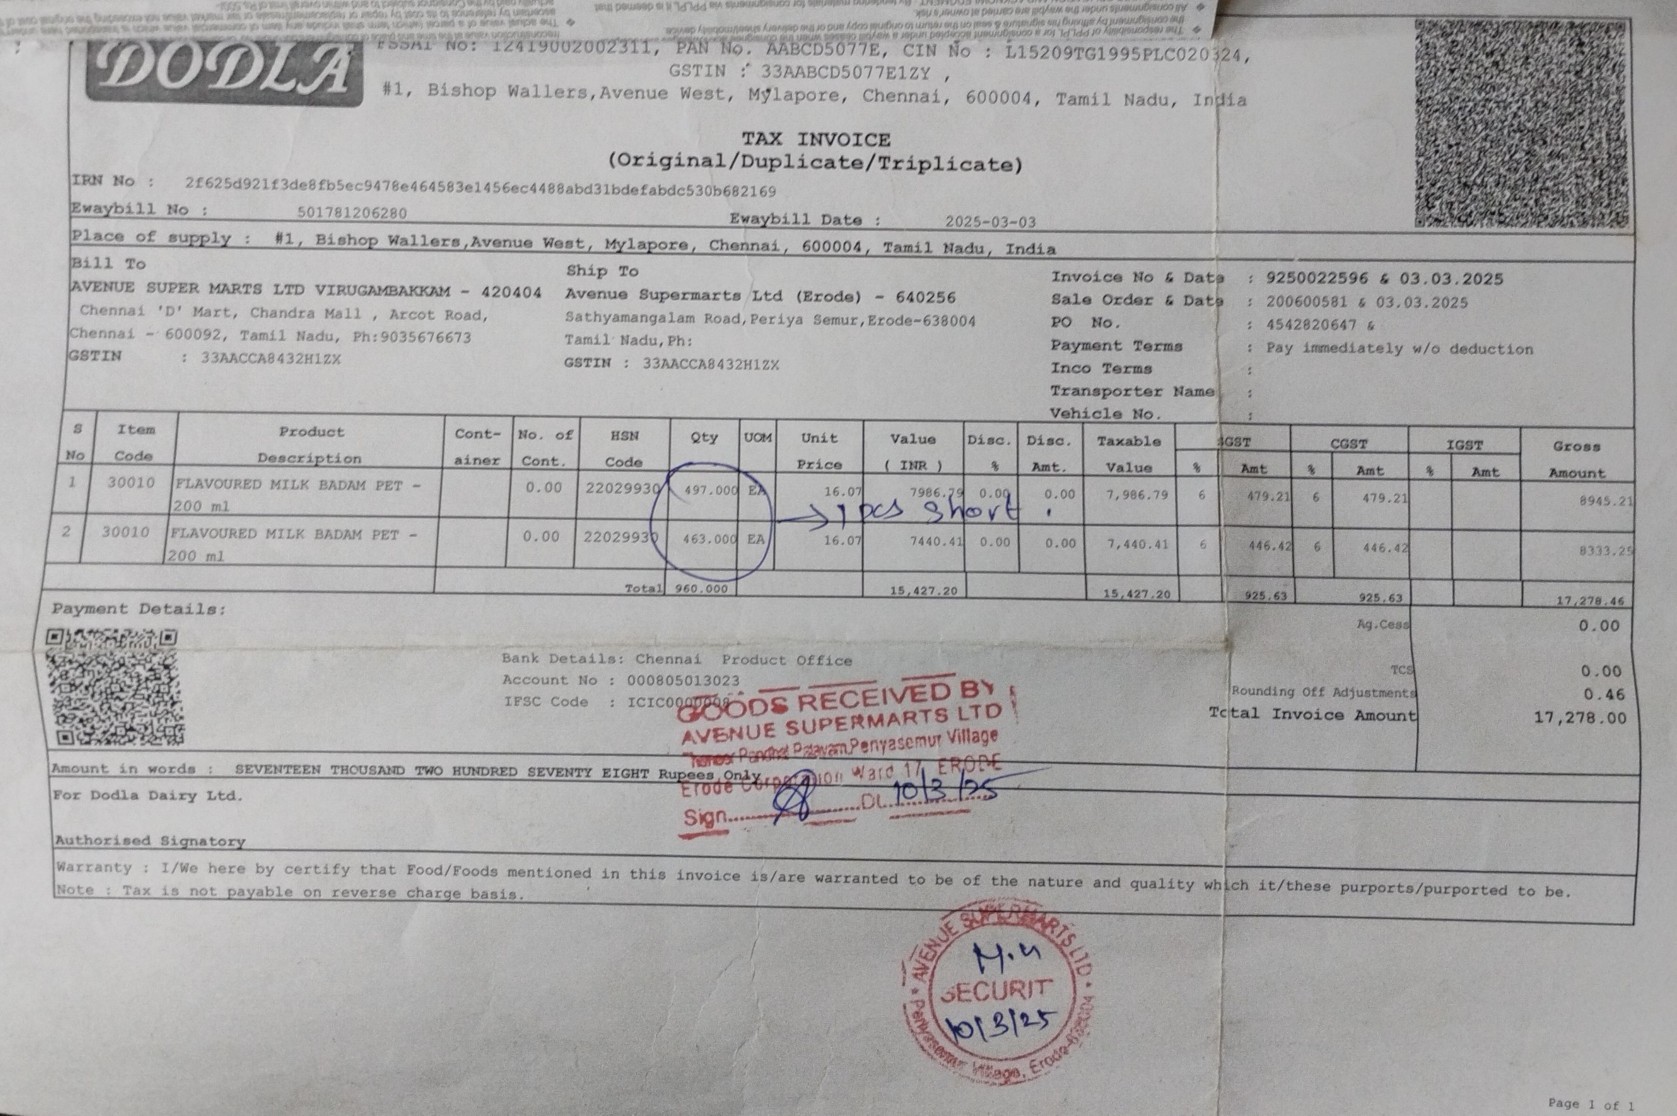 DODLA
FSSAI No: 12419002002311, PAN No. AABCD5077E, CIN No : L15209TG1995PLC020324,
GSTIN : 33AABCD5077E1ZY ,
#1, Bishop Wallers,Avenue West, Mylapore, Chennai, 600004, Tamil Nadu, India
TAX INVOICE
(Original/Duplicate/Triplicate)
IRN No : 2f625d921f3de8fb5ec9478e464583e1456ec4488abd31bdefabdc530b682169
Ewaybill No : 501781206280 Ewaybill Date : 2025-03-03
Place of supply : #1, Bishop Wallers,Avenue West, Mylapore, Chennai, 600004, Tamil Nadu, India
Bill To
AVENUE SUPER MARTS LTD VIRUGAMBAKKAM - 420404
Chennai 'D' Mart, Chandra Mall , Arcot Road,
Chennai - 600092, Tamil Nadu, Ph:9035676673
GSTIN : 33AACCA8432H1ZX
Ship To
Avenue Supermarts Ltd (Erode) - 640256
Sathyamangalam Road,Periya Semur,Erode-638004
Tamil Nadu,Ph:
GSTIN : 33AACCA8432H1ZX
Invoice No & Date : 9250022596 & 03.03.2025
Sale Order & Date : 200600581 & 03.03.2025
PO No. : 4542820647 &
Payment Terms : Pay immediately w/o deduction
Inco Terms :
Transporter Name :
Vehicle No. :
S No Item Code Product Description Cont-ainer No. of Cont. HSN Code Qty UOM Unit Price Value ( INR ) Disc. % Disc. Amt. Taxable Value SGST % Amt CGST % Amt IGST % Amt Gross Amount
1 30010 FLAVOURED MILK BADAM PET - 0.00 22029930 497.000 EA 16.07 7986.79 0.00 0.00 7,986.79 6 479.21 6 479.21 8945.21
200 ml
→ 1 pcs short
2 30010 FLAVOURED MILK BADAM PET - 0.00 22029930 463.000 EA 16.07 7440.41 0.00 0.00 7,440.41 6 446.42 6 446.42 8333.25
200 ml
Total 960.000 15,427.20 15,427.20 925.63 925.63 17,278.46
Ag.Cess 0.00
TCS 0.00
Rounding Off Adjustments 0.46
Total Invoice Amount 17,278.00
Payment Details:
Bank Details: Chennai Product Office
Account No : 000805013023
IFSC Code :
GOODS RECEIVED BY
AVENUE SUPERMARTS LTD
Penyasemur Village
Erode Corporation Ward 17, ERODE
Sign............Dt. 10/3/25
Amount in words : SEVENTEEN THOUSAND TWO HUNDRED SEVENTY EIGHT Rupees Only
For Dodla Dairy Ltd.
Authorised Signatory
Warranty : I/We here by certify that Food/Foods mentioned in this invoice is/are warranted to be of the nature and quality which it/these purports/purported to be.
Note : Tax is not payable on reverse charge basis.
AVENUE SUPERMARTS LTD
SECURIT
10/3/25
Village, Erode-638004
Page 1 of 1